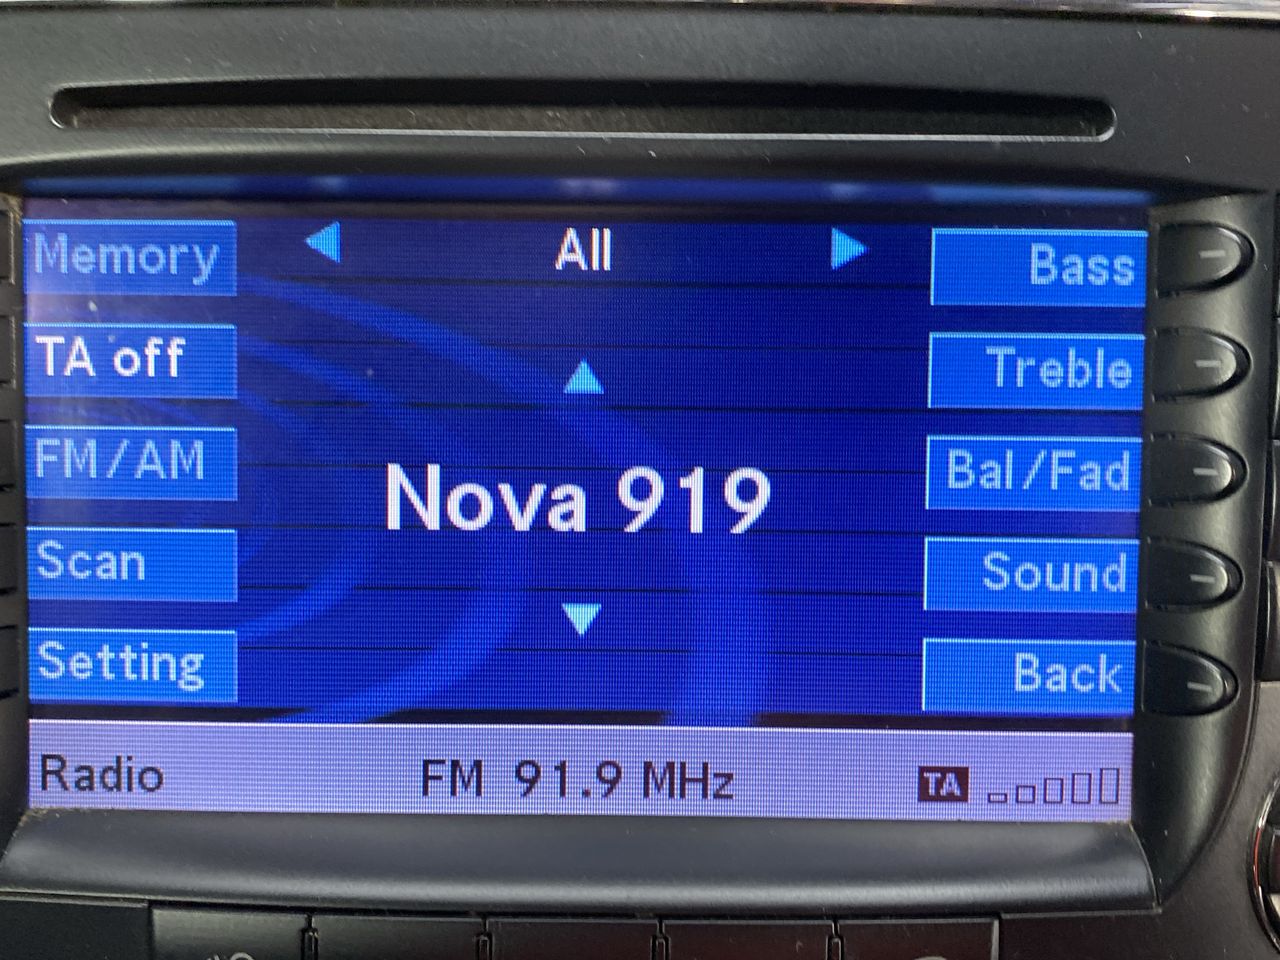 Memory
All
Bass
TA off
Treble
FM/AM
Bal/Fad
Nova 919
Scan
Sound
Setting
Back
Radio
FM 91.9 MHz
TA